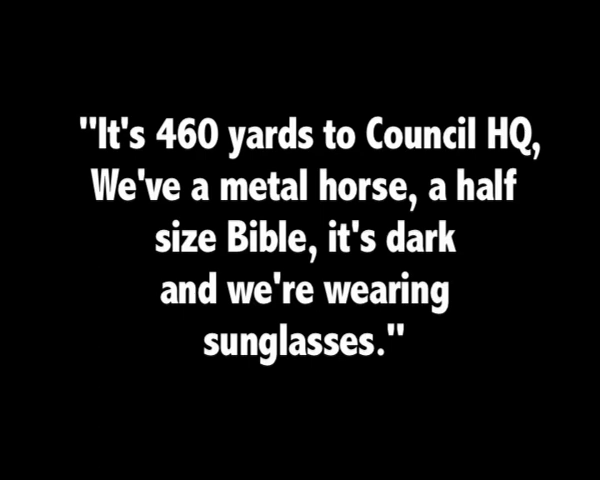 "It's 460 yards to Council HQ,
We've a metal horse, a half
size Bible, it's dark
and we're wearing
sunglasses."